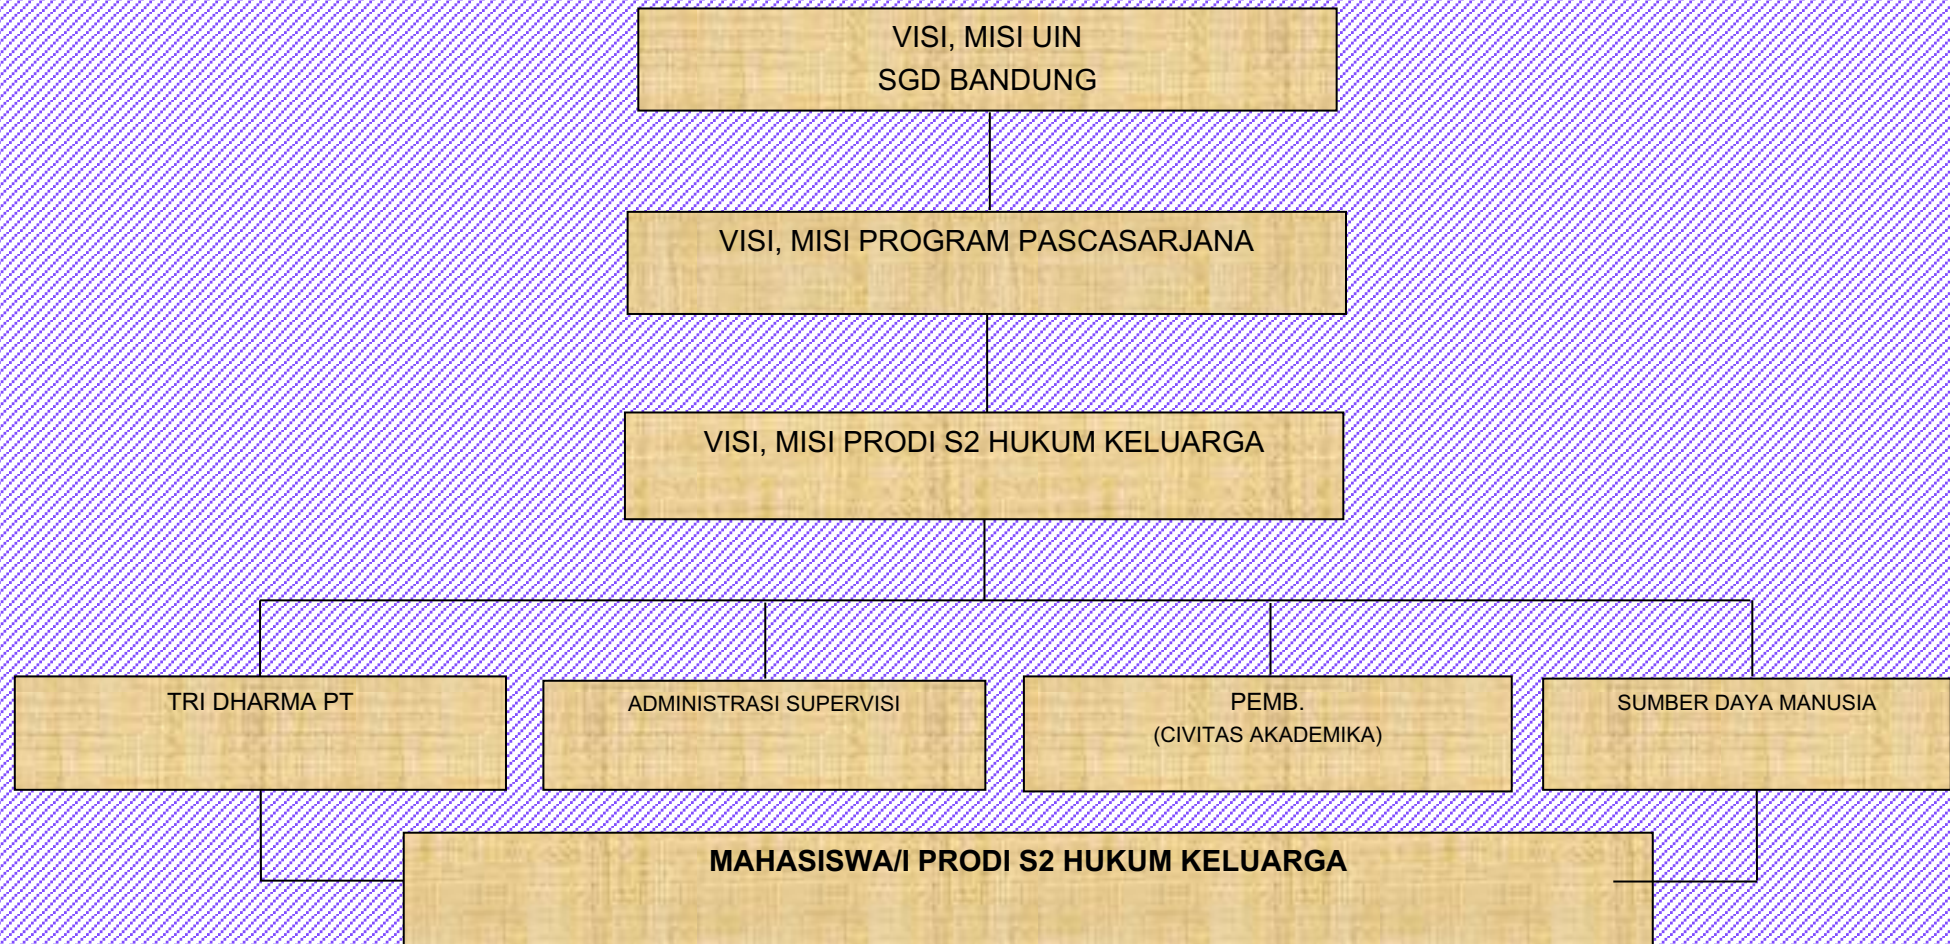 VISI, MISI UIN
SGD BANDUNG
VISI, MISI PROGRAM PASCASARJANA
VISI, MISI PRODI S2 HUKUM KELUARGA
TRI DHARMA PT
ADMINISTRASI SUPERVISI
PEMB.
(CIVITAS AKADEMIKA)
SUMBER DAYA MANUSIA
MAHASISWA/I PRODI S2 HUKUM KELUARGA